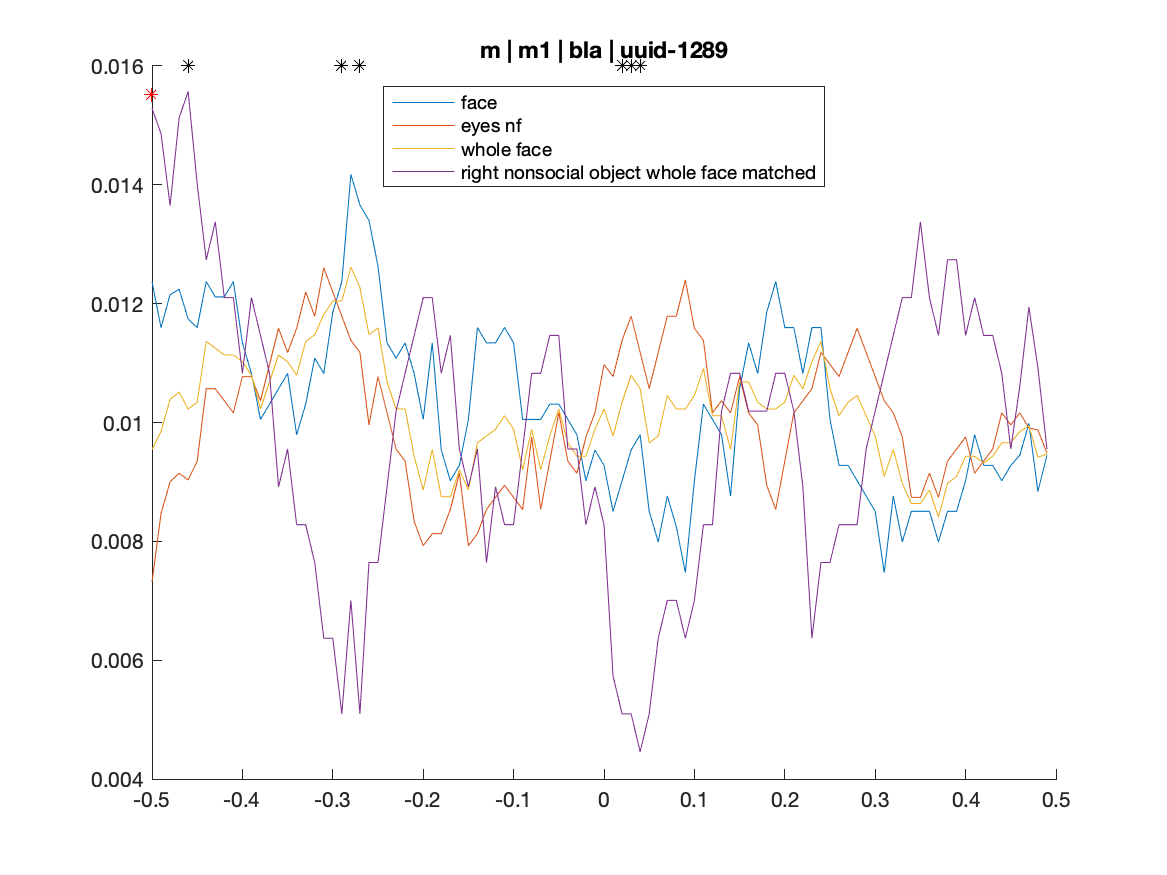 m | m1 | bla | uuid-1289
face
eyes nf
whole face
right nonsocial object whole face matched
0.016
0.014
0.012
0.01
0.008
0.006
0.004
-0.5 -0.4 -0.3 -0.2 -0.1 0 0.1 0.2 0.3 0.4 0.5